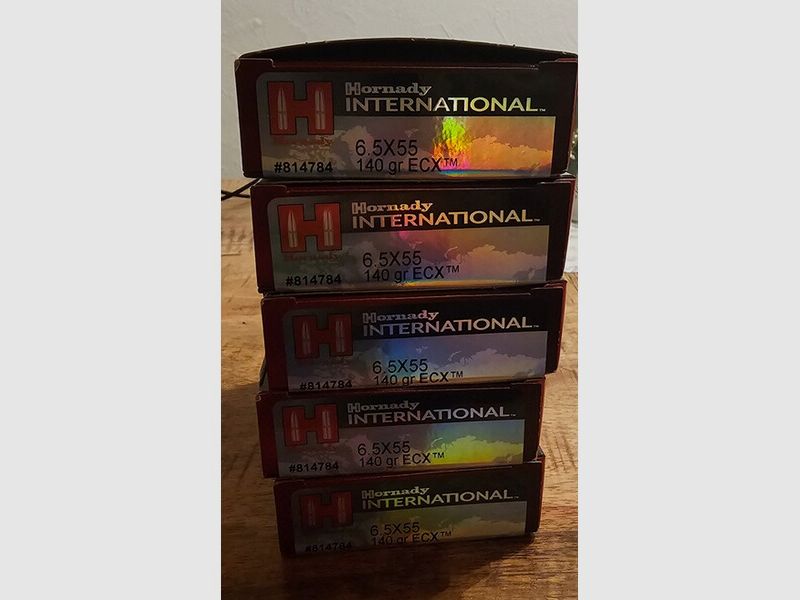 Hornady
INTERNATIONAL™
6.5X55
#814784 140 gr ECX™
Hornady
INTERNATIONAL™
6.5X55
#814784 140 gr ECX™
Hornady
INTERNATIONAL™
6.5X55
#814784 140 gr ECX™
Hornady
INTERNATIONAL™
6.5X55
#814784 140 gr ECX™
Hornady
INTERNATIONAL™
6.5X55
#814784 140 gr ECX™